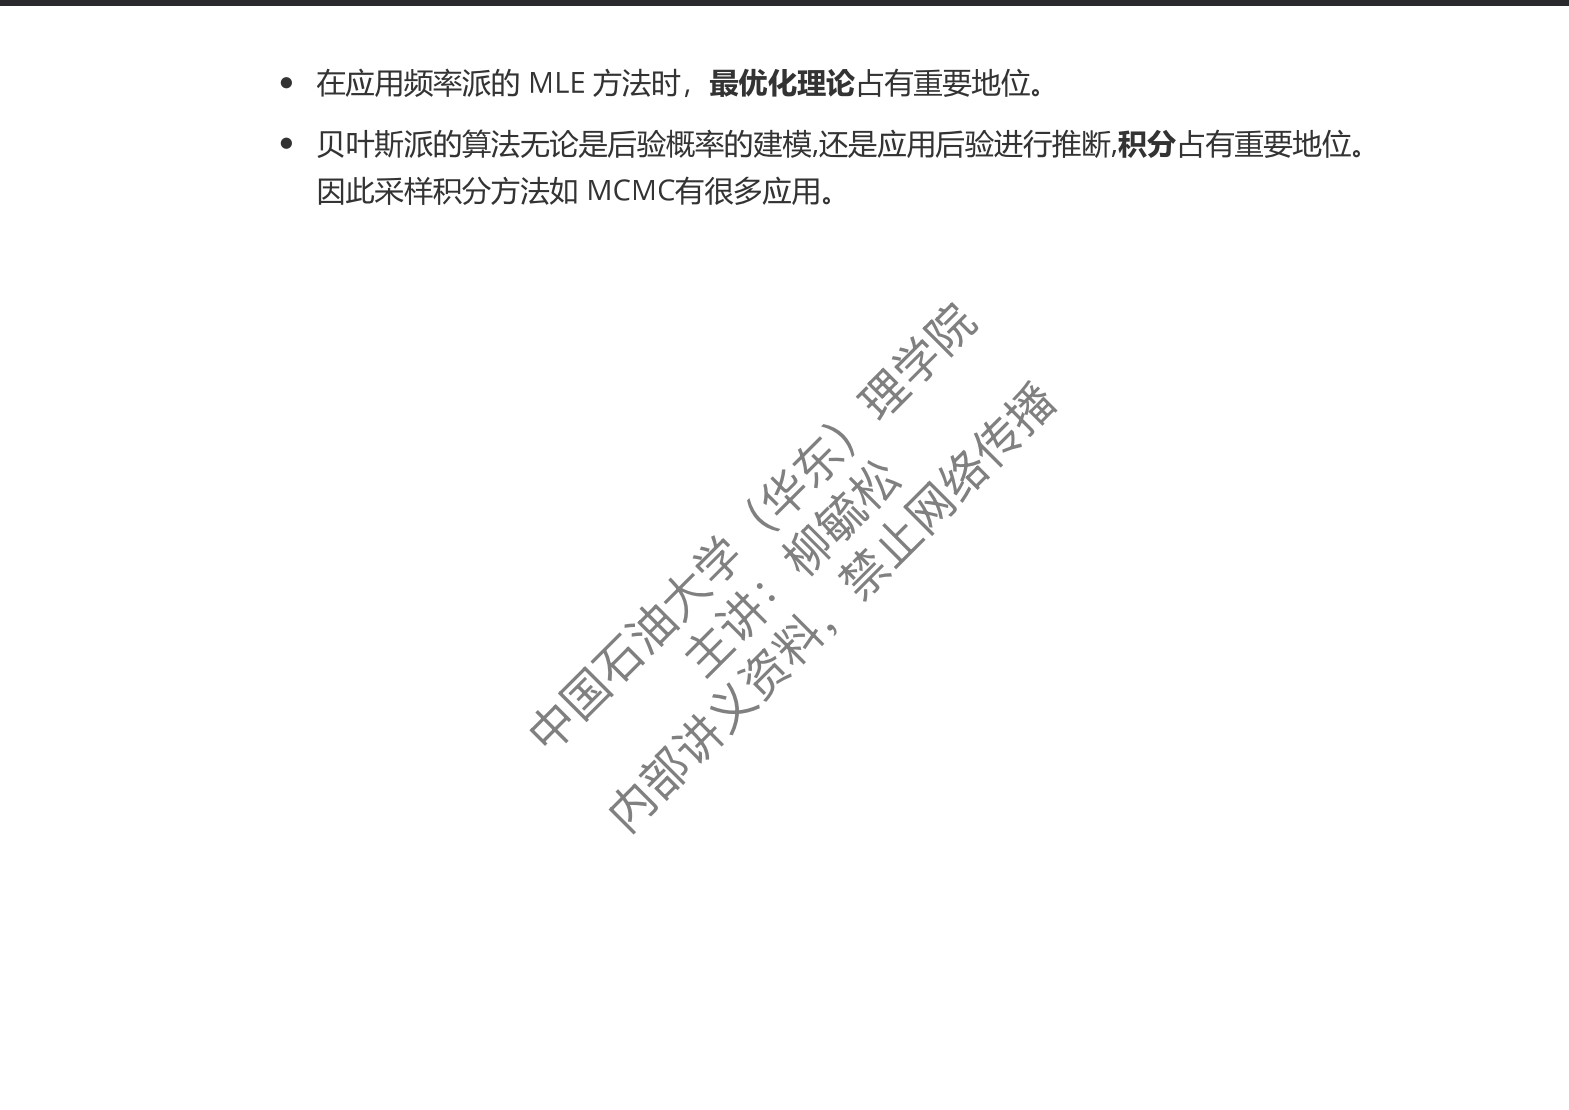 在应用频率派的 MLE 方法时，最优化理论占有重要地位。
贝叶斯派的算法无论是后验概率的建模,还是应用后验进行推断,积分占有重要地位。
因此采样积分方法如 MCMC有很多应用。
中国石油大学（华东）理学院
主讲：柳毓松
内部讲义资料，禁止网络传播